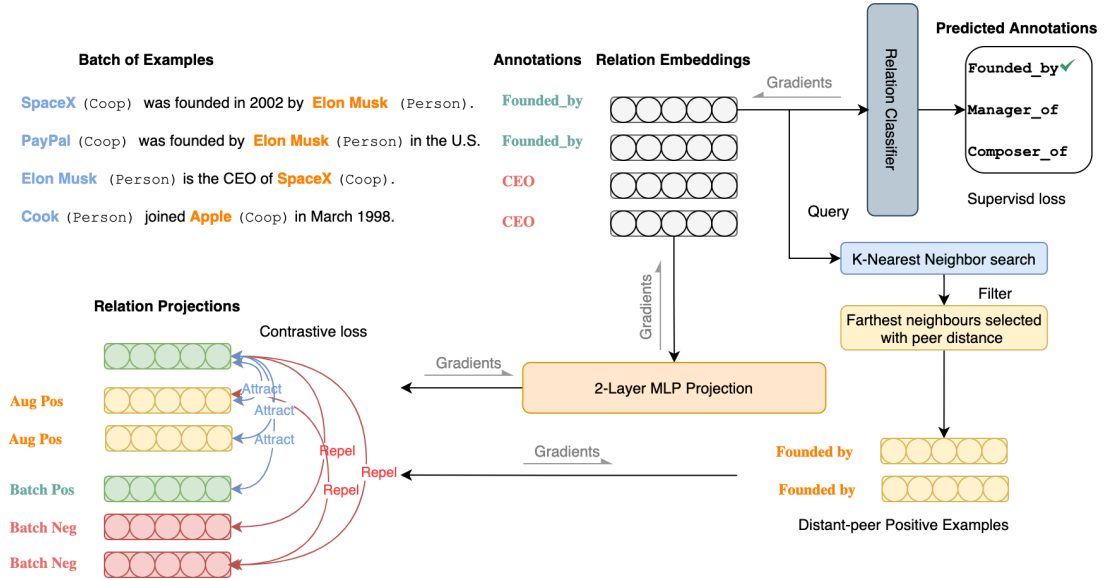 Batch of Examples
Annotations
Relation Embeddings
Predicted Annotations
SpaceX (Coop) was founded in 2002 by Elon Musk (Person).
Founded_by
PayPal (Coop) was founded by Elon Musk (Person) in the U.S.
Founded_by
Elon Musk (Person) is the CEO of SpaceX (Coop).
CEO
Cook (Person) joined Apple (Coop) in March 1998.
CEO
Gradients
Relation Classifier
Founded_by
Manager_of
Composer_of
Supervisd loss
Query
K-Nearest Neighbor search
Filter
Farthest neighbours selected
with peer distance
Gradients
2-Layer MLP Projection
Gradients
Relation Projections
Contrastive loss
Aug Pos
Aug Pos
Batch Pos
Batch Neg
Batch Neg
Attract
Attract
Attract
Repel
Repel
Repel
Gradients
Founded by
Founded by
Distant-peer Positive Examples